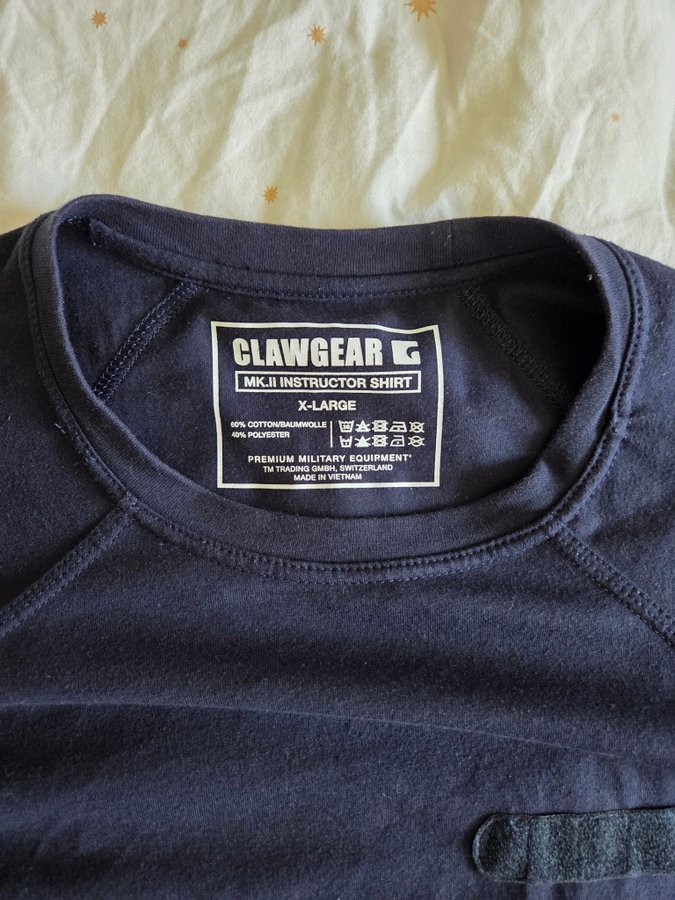 CLAWGEAR
MK.II INSTRUCTOR SHIRT
X-LARGE
60% COTTON/BAUMWOLLE
40% POLYESTER
PREMIUM MILITARY EQUIPMENT®
TM TRADING GMBH, SWITZERLAND
MADE IN VIETNAM